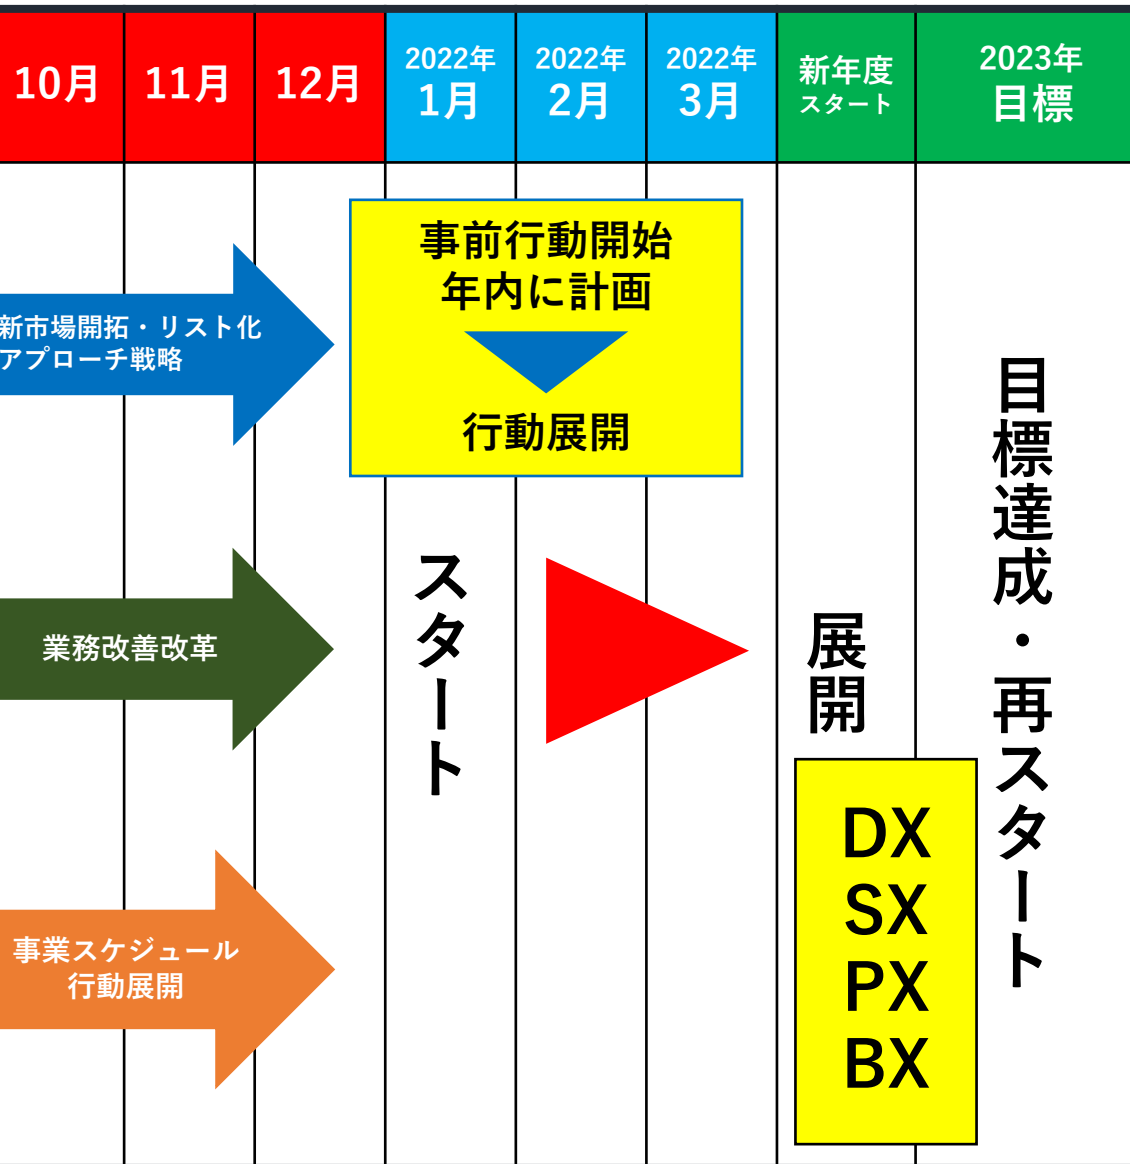 10月
11月
12月
2022年
1月
2022年
2月
2022年
3月
新年度
スタート
2023年
目標
事前行動開始
年内に計画
行動展開
新市場開拓・リスト化
アプローチ戦略
業務改善改革
事業スケジュール
行動展開
スタート
展開
DX
SX
PX
BX
目標達成・再スタート